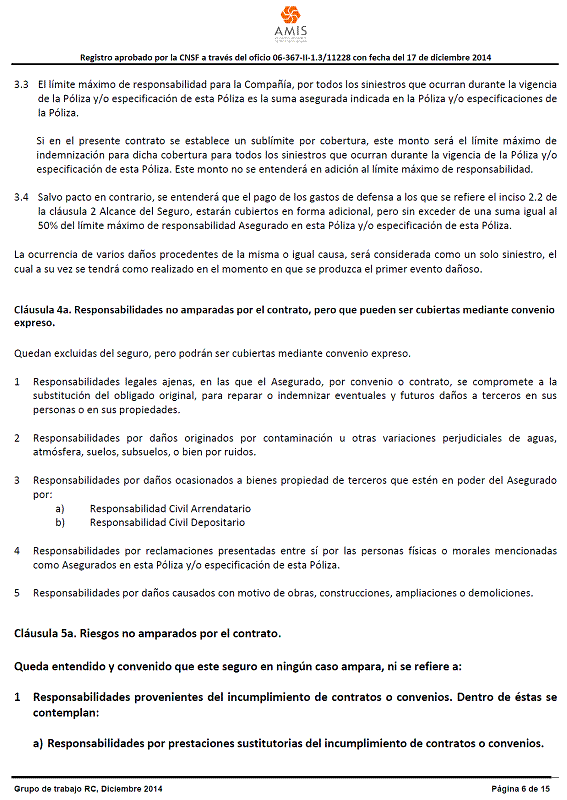 AMIS
Registro aprobado por la CNSF a través del oficio 06-367-II-1.3/11228 con fecha del 17 de diciembre 2014
3.3 El límite máximo de responsabilidad para la Compañía, por todos los siniestros que ocurran durante la vigencia
de la Póliza y/o especificación de esta Póliza es la suma asegurada indicada en la Póliza y/o especificaciones de
la Póliza.
Si en el presente contrato se establece un sublímite por cobertura, este monto será el límite máximo de
indemnización para dicha cobertura para todos los siniestros que ocurran durante la vigencia de la Póliza y/o
especificación de esta Póliza. Este monto no se entenderá en adición al límite máximo de responsabilidad.
3.4 Salvo pacto en contrario, se entenderá que el pago de los gastos de defensa a los que se refiere el inciso 2.2 de
la cláusula 2 Alcance del Seguro, estarán cubiertos en forma adicional, pero sin exceder de una suma igual al
50% del límite máximo de responsabilidad Asegurado en esta Póliza y/o especificación de esta Póliza.
La ocurrencia de varios daños procedentes de la misma o igual causa, será considerada como un solo siniestro, el
cual a su vez se tendrá como realizado en el momento en que se produzca el primer evento dañoso.
Cláusula 4a. Responsabilidades no amparadas por el contrato, pero que pueden ser cubiertas mediante convenio
expreso.
Quedan excluidas del seguro, pero podrán ser cubiertas mediante convenio expreso.
1 Responsabilidades legales ajenas, en las que el Asegurado, por convenio o contrato, se compromete a la
substitución del obligado original, para reparar o indemnizar eventuales y futuros daños a terceros en sus
personas o en sus propiedades.
2 Responsabilidades por daños originados por contaminación u otras variaciones perjudiciales de aguas,
atmósfera, suelos, subsuelos, o bien por ruidos.
3 Responsabilidades por daños ocasionados a bienes propiedad de terceros que estén en poder del Asegurado
por:
a) Responsabilidad Civil Arrendatario
b) Responsabilidad Civil Depositario
4 Responsabilidades por reclamaciones presentadas entre sí por las personas físicas o morales mencionadas
como Asegurados en esta Póliza y/o especificación de esta Póliza.
5 Responsabilidades por daños causados con motivo de obras, construcciones, ampliaciones o demoliciones.
Cláusula 5a. Riesgos no amparados por el contrato.
Queda entendido y convenido que este seguro en ningún caso ampara, ni se refiere a:
1 Responsabilidades provenientes del incumplimiento de contratos o convenios. Dentro de éstas se
contemplan:
a) Responsabilidades por prestaciones sustitutorias del incumplimiento de contratos o convenios.
Grupo de trabajo RC, Diciembre 2014
Página 6 de 15